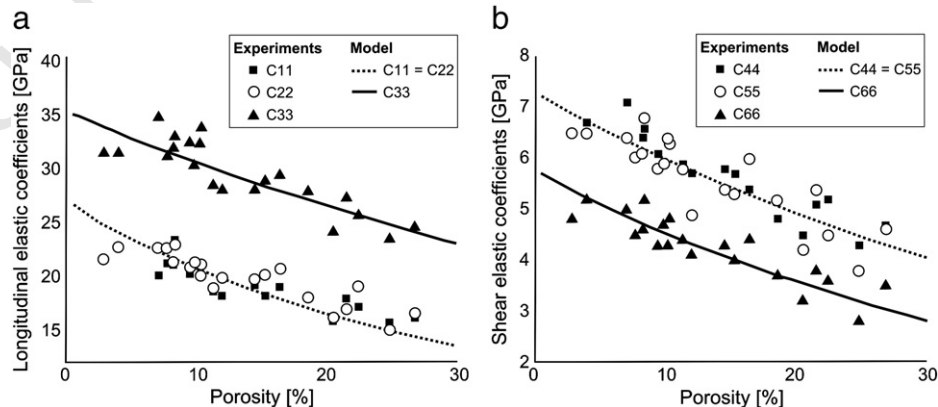 a
Longitudinal elastic coefficients [GPa]
40
35
30
25
20
15
Experiments Model
C11 C11 = C22
C22 C33
C33
0 10 20 30
Porosity [%]
b
Shear elastic coefficients [GPa]
8
7
6
5
4
3
2
Experiments Model
C44 C44 = C55
C55 C66
C66
0 10 20 30
Porosity [%]